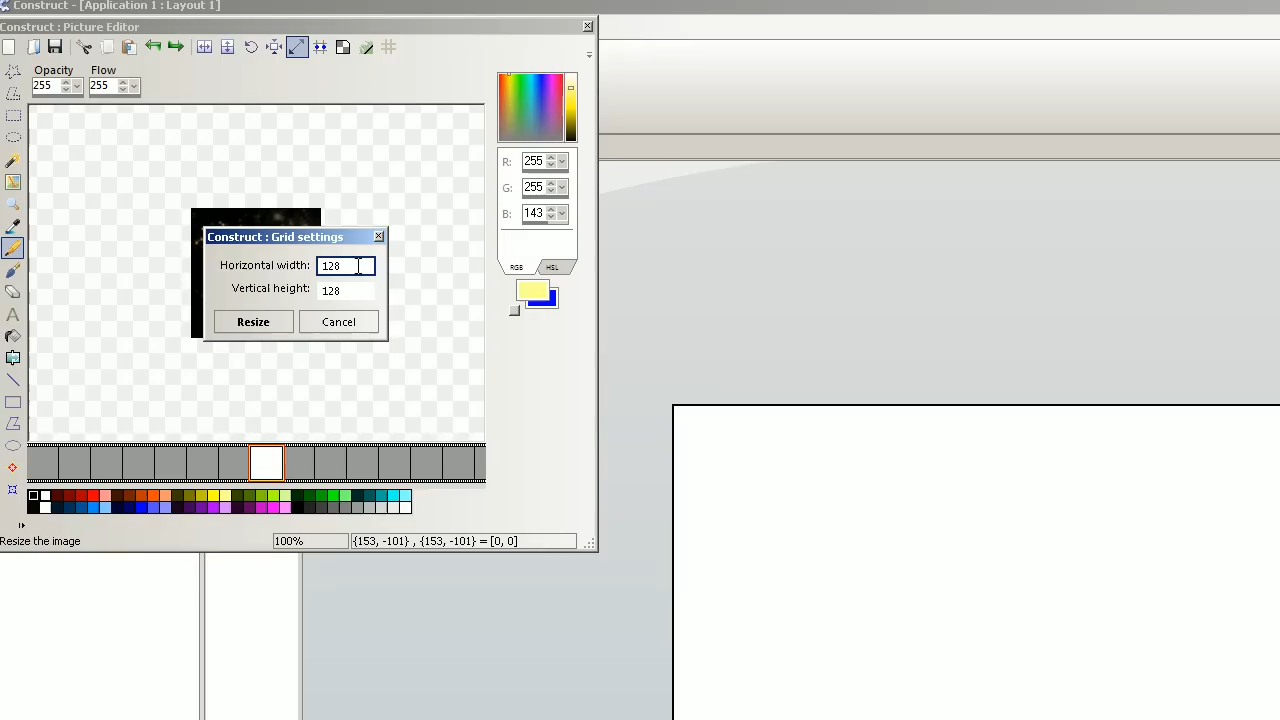 Construct - [Application 1 : Layout 1]
Construct : Picture Editor
Opacity Flow
255 255
R: 255
G: 255
B: 143
RGB HSL
Construct : Grid settings
Horizontal width: 128
Vertical height: 128
Resize Cancel
Resize the image 100% {153, -101} , {153, -101} = [0, 0]